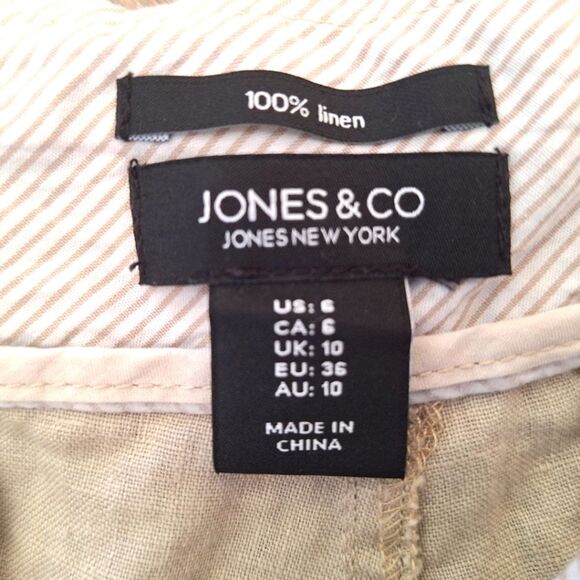 100% linen
JONES & CO
JONES NEW YORK
US: 6
CA: 6
UK: 10
EU: 36
AU: 10
MADE IN
CHINA